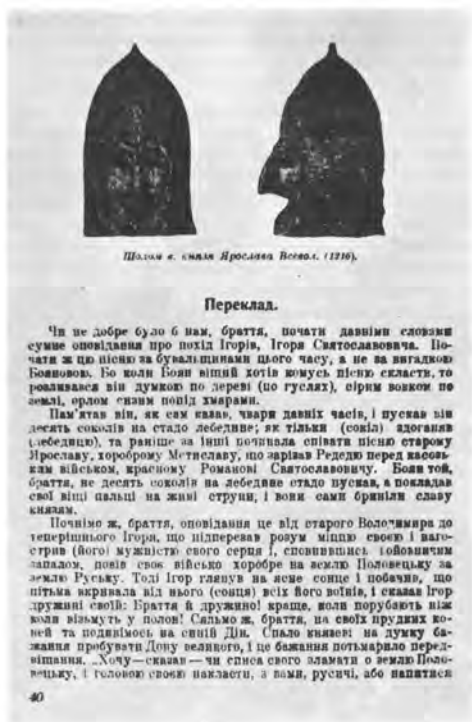 Шолом в. князя Ярослава Всевол. (1216).
Переклад.
Чи не добре було б нам, браття, почати давніми словами
сумне оповідання про похід Ігорів, Ігоря Святославовича. По-
чати ж цю пісню за бувальщинами цього часу, а не за вигадкою
Бояновою. Бо коли Боян віщий хотів комусь пісню скласти, то
розливався він думкою по дереві (по гуслях), сірим вовком по
землі, орлом сизим попід хмарами.
Пам'ятав він, як сам казав, чвари давніх часів, і пускав він
десять соколів на стадо лебедине; як тільки (сокіл) здоганяв
(лебедицю), та раніше за інші починала співати пісню старому
Ярославу, хороброму Мстиславу, що зарізав Редедю перед касозь-
ким військом, красному Романові Святославовичу. Боян той,
браття, не десять соколів на лебедине стадо пускав, а покладав
свої віщі пальці на живі струни, і вони сами бриніли славу
князям.
Почнімо ж, браття, оповідання це від старого Володимира до
теперішнього Ігоря, що підперезав розум міццю своєю і наго-
стрив (його) мужністю свого серця і, сповнившись войовничим
запалом, повів своє військо хоробре на землю Половецьку за
землю Руську. Тоді Ігор глянув на ясне сонце і побачив, що
пітьма вкривала від нього (сонця) всіх його воїнів, і сказав Ігор
дружині своїй: Браття й дружино! краще, коли порубають ніж
коли візьмуть у полон! Сядьмо ж, браття, на своїх прудких ко-
ней та подивімось на синій Дін. Спало князеві на думку ба-
жання пробувати Дону великого, і це бажання потьмарило перед-
віщання. „Хочу—сказав—чи списа свого зламати о землю Поло-
вецьку, і головою своєю накласти, з вами, русичі, або напитися
40